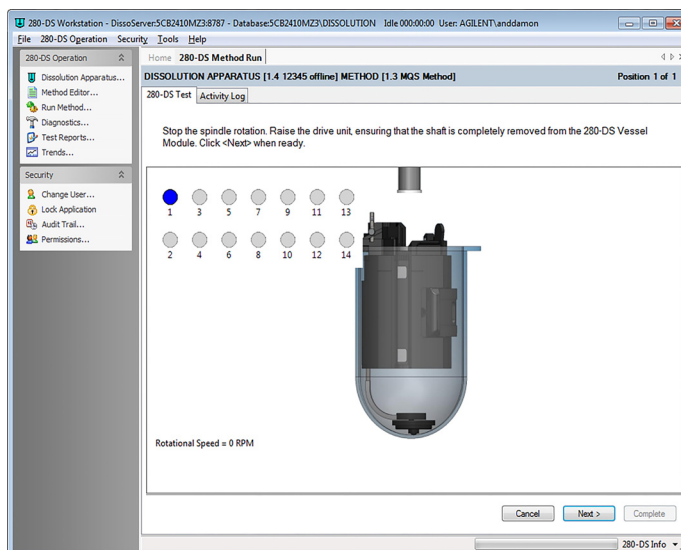 280-DS Workstation - DissoServer:5CB2410MZ3:8787 - Database:5CB2410MZ3\DISSOLUTION Idle 000:00:00 User: AGILENT\anddamon
File 280-DS Operation Security Tools Help
280-DS Operation
Dissolution Apparatus...
Method Editor...
Run Method...
Diagnostics...
Test Reports...
Trends...
Security
Change User...
Lock Application
Audit Trail...
Permissions...
Home 280-DS Method Run
DISSOLUTION APPARATUS [1.4 12345 offline] METHOD [1.3 MQS Method] Position 1 of 1
280-DS Test Activity Log
Stop the spindle rotation. Raise the drive unit, ensuring that the shaft is completely removed from the 280-DS Vessel
Module. Click <Next> when ready.
1 3 5 7 9 11 13
2 4 6 8 10 12 14
Rotational Speed = 0 RPM
Cancel Next > Complete
280-DS Info